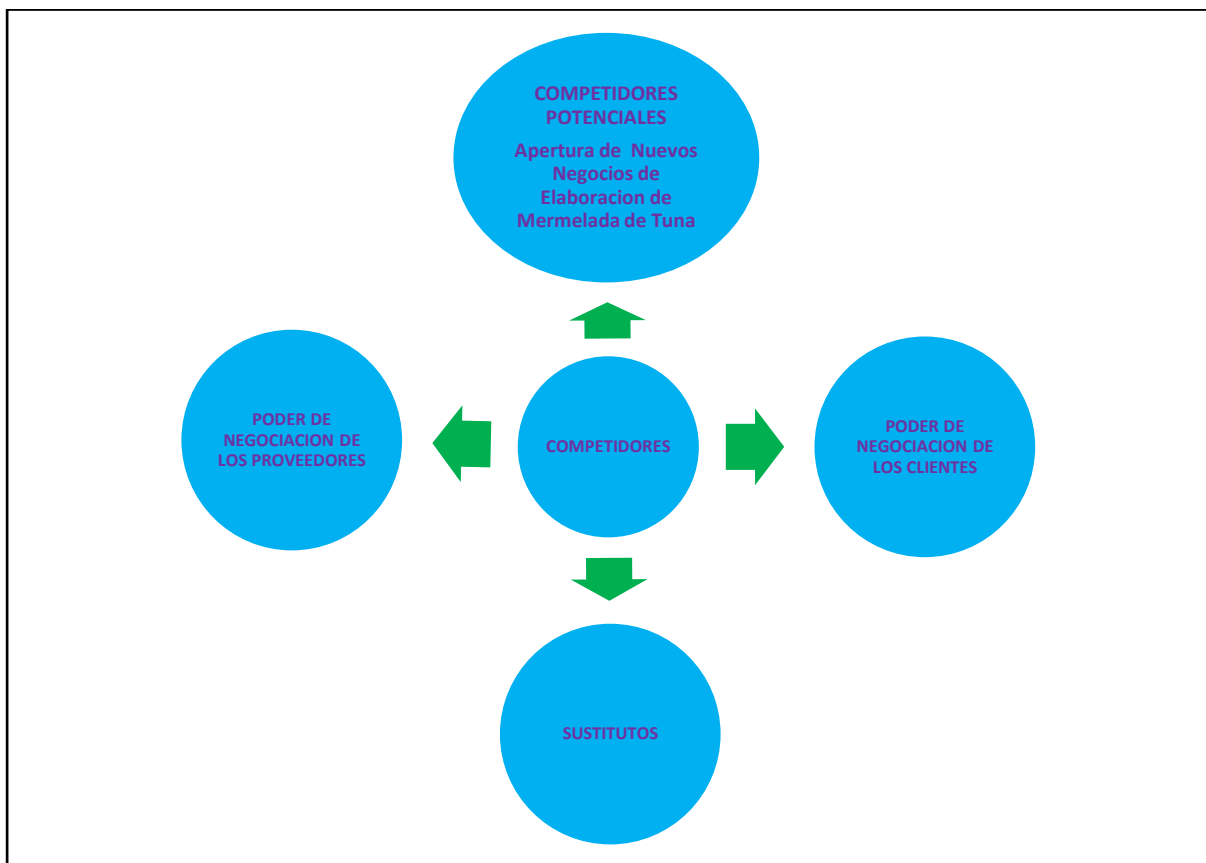 COMPETIDORES
POTENCIALES
Apertura de Nuevos
Negocios de
Elaboracion de
Mermelada de Tuna
PODER DE
NEGOCIACION DE
LOS PROVEEDORES
COMPETIDORES
PODER DE
NEGOCIACION DE
LOS CLIENTES
SUSTITUTOS